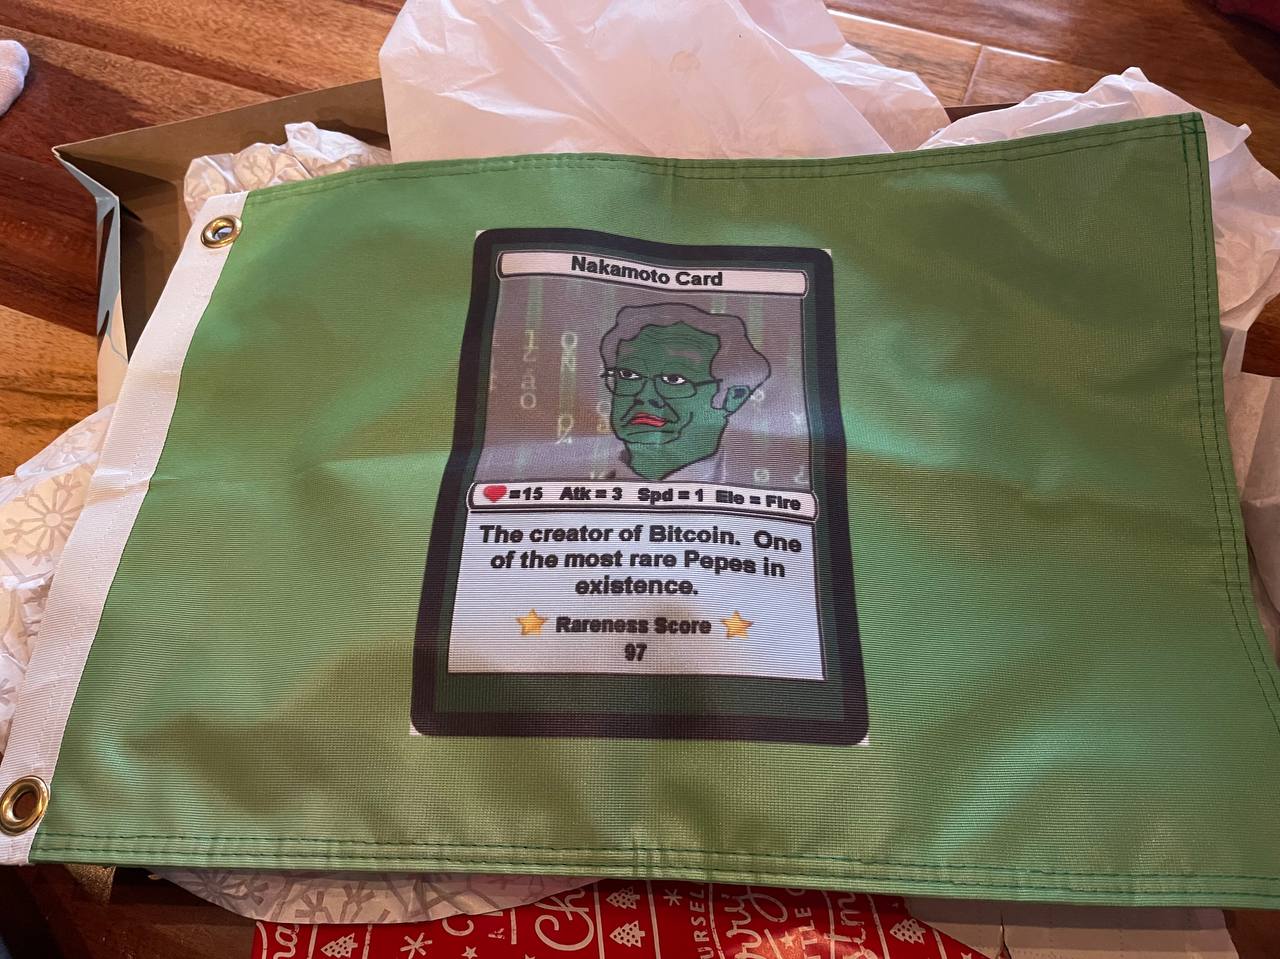 Nakamoto Card
=15 Atk = 3 Spd = 1 Ele = Fire
The creator of Bitcoin. One
of the most rare Pepes in
existence.
Rareness Score
97